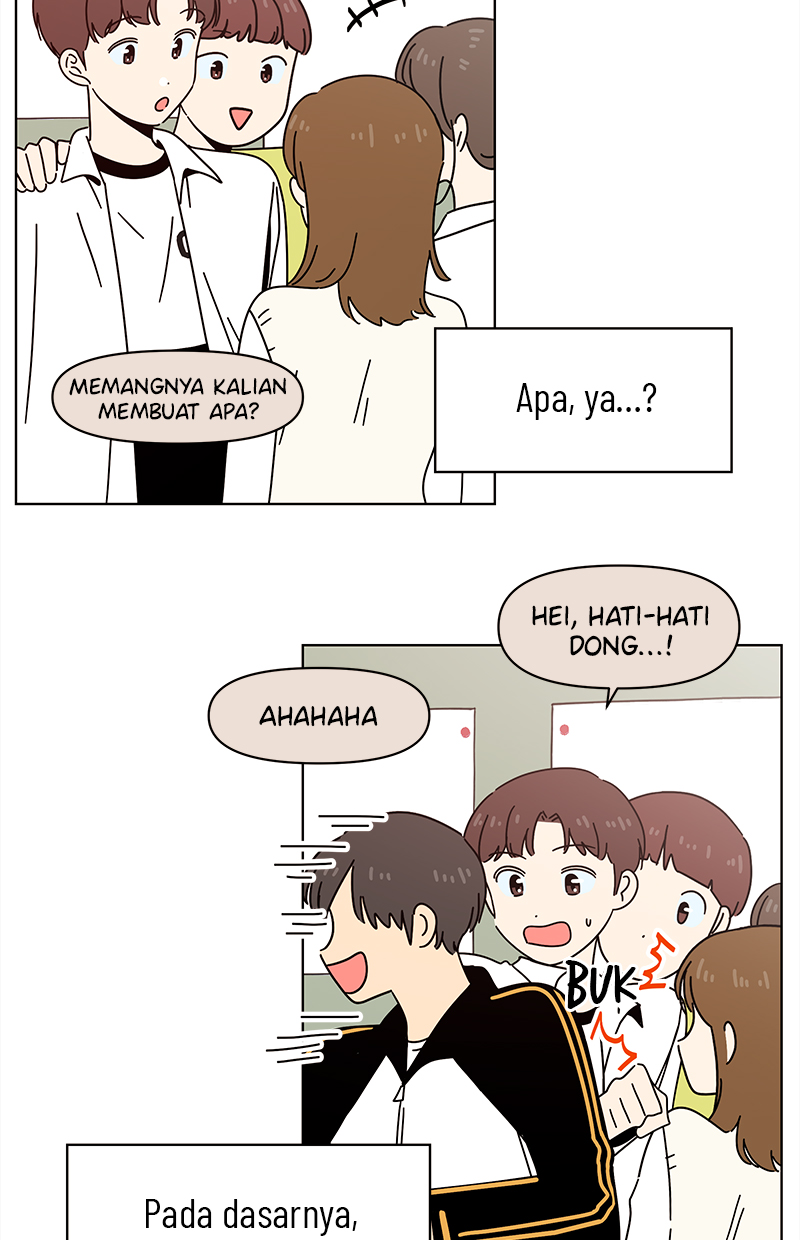 MEMANGNYA KALIAN
MEMBUAT APA?
Apa, ya...?
HEI, HATI-HATI
DONG...!
AHAHAHA
BUK
Pada dasarnya,